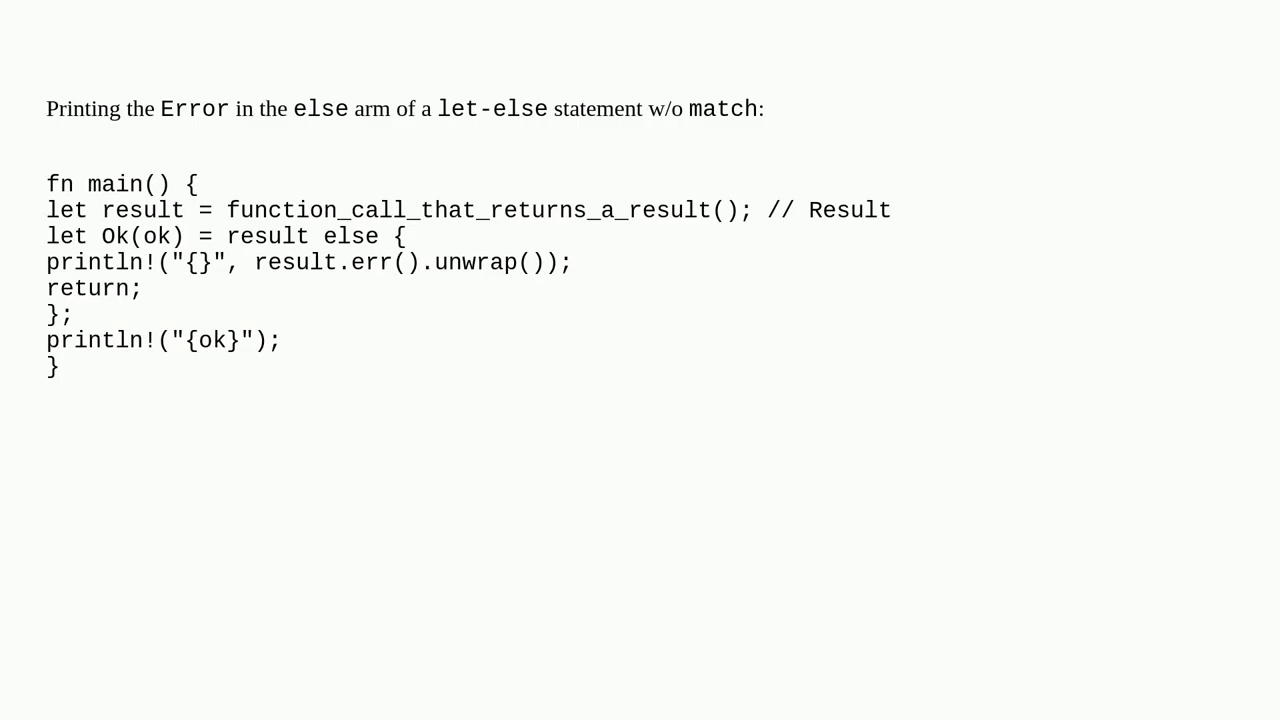 Printing the Error in the else arm of a let-else statement w/o match:
fn main() {
let result = function_call_that_returns_a_result(); // Result
let Ok(ok) = result else {
println!("{}", result.err().unwrap());
return;
};
println!("{ok}");
}